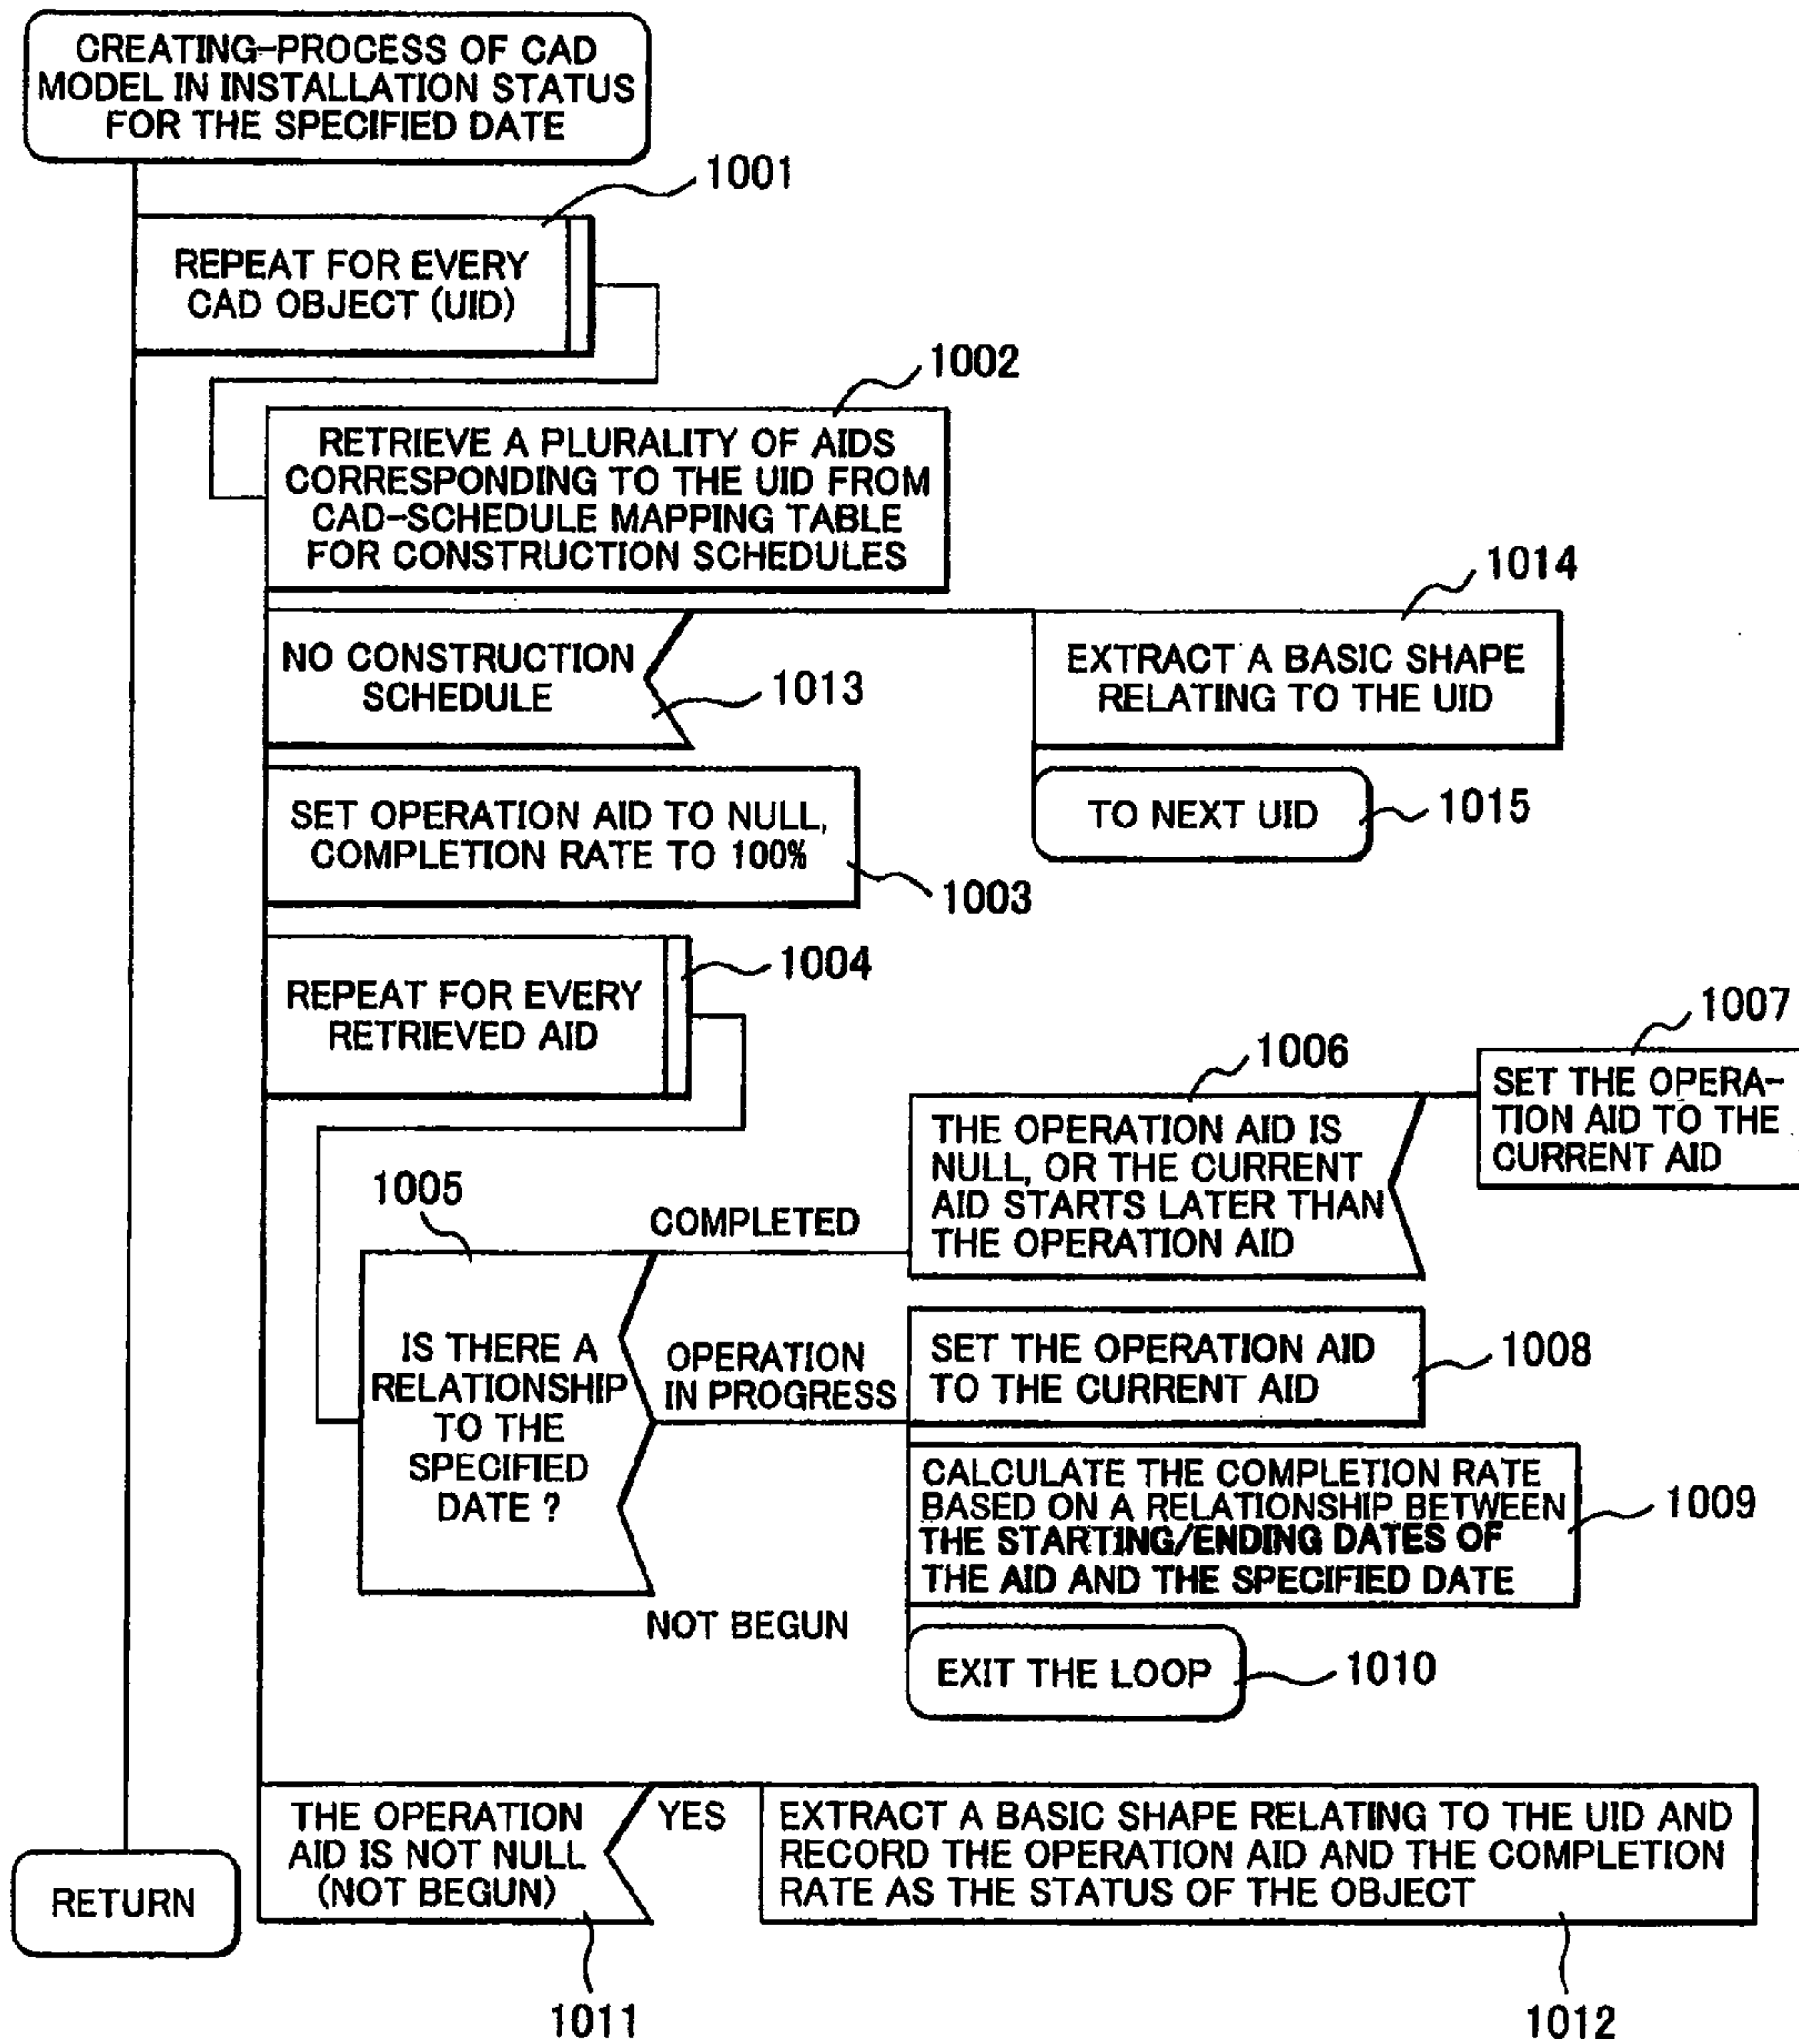 CREATING-PROCESS OF CAD
MODEL IN INSTALLATION STATUS
FOR THE SPECIFIED DATE
1001
REPEAT FOR EVERY
CAD OBJECT (UID)
1002
RETRIEVE A PLURALITY OF AIDS
CORRESPONDING TO THE UID FROM
CAD-SCHEDULE MAPPING TABLE
FOR CONSTRUCTION SCHEDULES
1014
NO CONSTRUCTION
SCHEDULE
1013
EXTRACT A BASIC SHAPE
RELATING TO THE UID
SET OPERATION AID TO NULL,
COMPLETION RATE TO 100%
1003
TO NEXT UID
1015
REPEAT FOR EVERY
RETRIEVED AID
1004
1006
1007
THE OPERATION AID IS
NULL, OR THE CURRENT
AID STARTS LATER THAN
THE OPERATION AID
SET THE OPERA-
TION AID TO THE
CURRENT AID
1005
COMPLETED
IS THERE A
RELATIONSHIP
TO THE
SPECIFIED
DATE ?
OPERATION
IN PROGRESS
SET THE OPERATION AID
TO THE CURRENT AID
1008
CALCULATE THE COMPLETION RATE
BASED ON A RELATIONSHIP BETWEEN
THE STARTING/ENDING DATES OF
THE AID AND THE SPECIFIED DATE
1009
NOT BEGUN
EXIT THE LOOP
1010
THE OPERATION
AID IS NOT NULL
(NOT BEGUN)
YES
EXTRACT A BASIC SHAPE RELATING TO THE UID AND
RECORD THE OPERATION AID AND THE COMPLETION
RATE AS THE STATUS OF THE OBJECT
RETURN
1011
1012